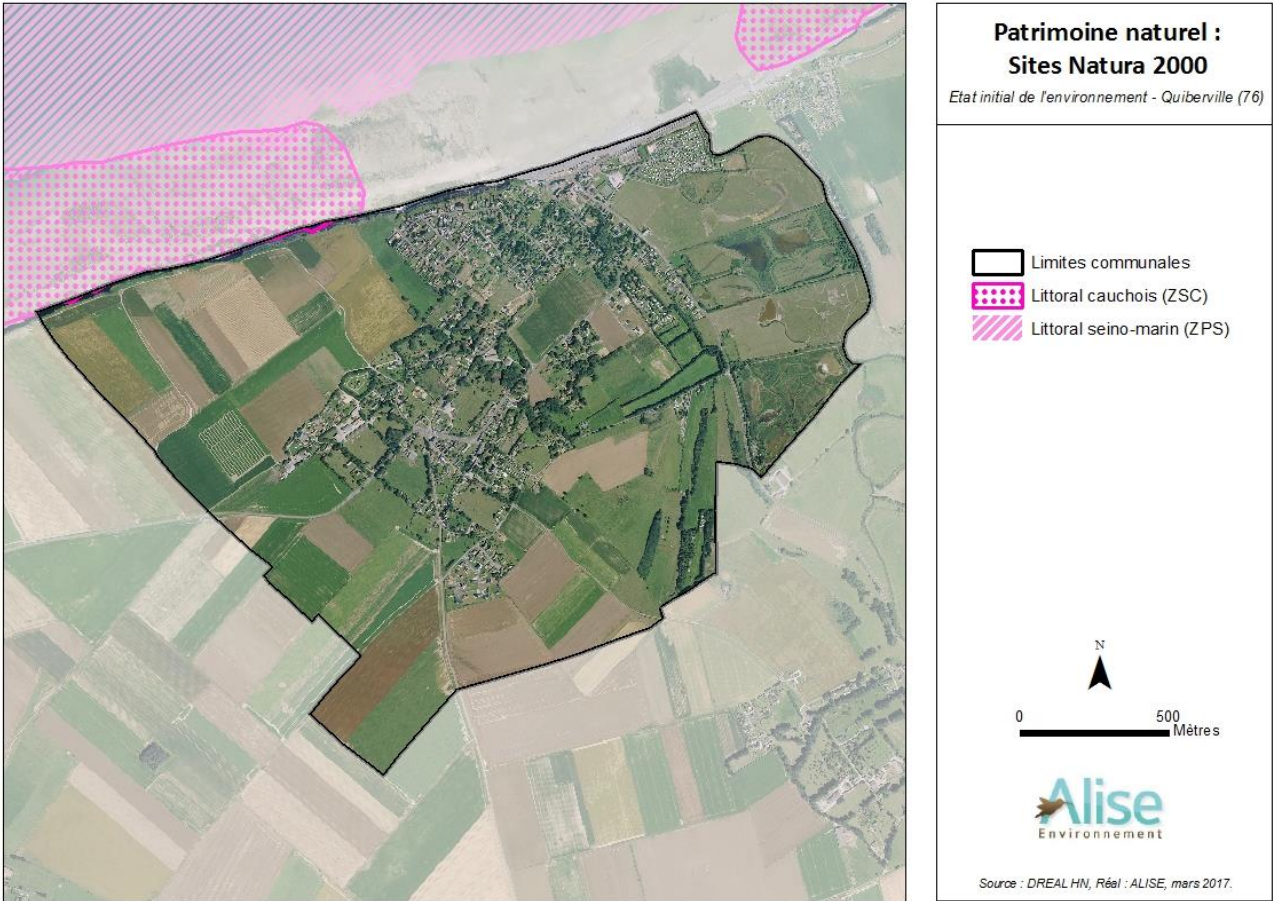 Patrimoine naturel :
Sites Natura 2000
Etat initial de l'environnement - Quiberville (76)
Limites communales
Littoral cauchois (ZSC)
Littoral seino-marin (ZPS)
N
0 500
Mètres
Alise
Environnement
Source : DREAL HN, Réal : ALISE, mars 2017.